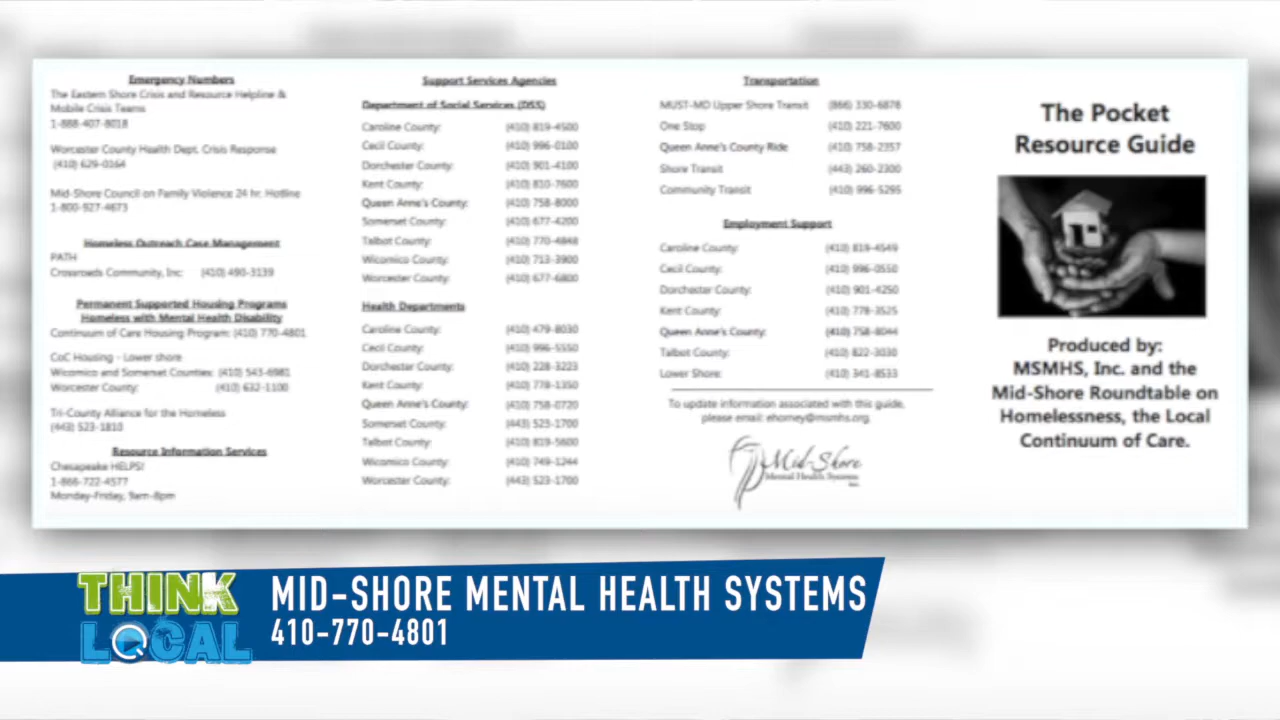 Emergency Numbers
The Eastern Shore Crisis and Resource Helpline &
Mobile Crisis Teams
1-888-407-8018
Worcester County Health Dept. Crisis Response
(410) 629-0164
Mid-Shore Council on Family Violence 24 hr. Hotline
1-800-927-4673
Homeless Outreach Case Management
PATH
Crossroads Community, Inc: (410) 490-3139
Permanent Supported Housing Programs
Homeless with Mental Health Disability
Continuum of Care Housing Program: (410) 770-4801
CoC Housing - Lower shore
Wicomico and Somerset Counties: (410) 543-6981
Worcester County: (410) 632-1100
Tri-County Alliance for the Homeless
(443) 523-1810
Resource Information Services
Chesapeake HELPS!
1-866-722-4577
Monday-Friday, 9am-8pm
Support Services Agencies
Department of Social Services (DSS)
Caroline County: (410) 819-4500
Cecil County: (410) 996-0100
Dorchester County: (410) 901-4100
Kent County: (410) 810-7600
Queen Anne's County: (410) 758-8000
Somerset County: (410) 677-4200
Talbot County: (410) 770-4848
Wicomico County: (410) 713-3900
Worcester County: (410) 677-6800
Health Departments
Caroline County: (410) 479-8030
Cecil County: (410) 996-5550
Dorchester County: (410) 228-3223
Kent County: (410) 778-1350
Queen Anne's County: (410) 758-0720
Somerset County: (443) 523-1700
Talbot County: (410) 819-5600
Wicomico County: (410) 749-1244
Worcester County: (443) 523-1700
Transportation
MUST-MD Upper Shore Transit (866) 330-6878
One Stop (410) 221-7600
Queen Anne's County Ride (410) 758-2357
Shore Transit (443) 260-2300
Community Transit (410) 996-5295
Employment Support
Caroline County: (410) 819-4549
Cecil County: (410) 996-0550
Dorchester County: (410) 901-4250
Kent County: (410) 778-3525
Queen Anne's County: (410) 758-8044
Talbot County: (410) 822-3030
Lower Shore: (410) 341-8533
To update information associated with this guide,
please email: ehorney@msmhs.org.
Mid-Shore
Mental Health Systems
Inc.
The Pocket
Resource Guide
Produced by:
MSMHS, Inc. and the
Mid-Shore Roundtable on
Homelessness, the Local
Continuum of Care.
THINK
LOCAL
MID-SHORE MENTAL HEALTH SYSTEMS
410-770-4801